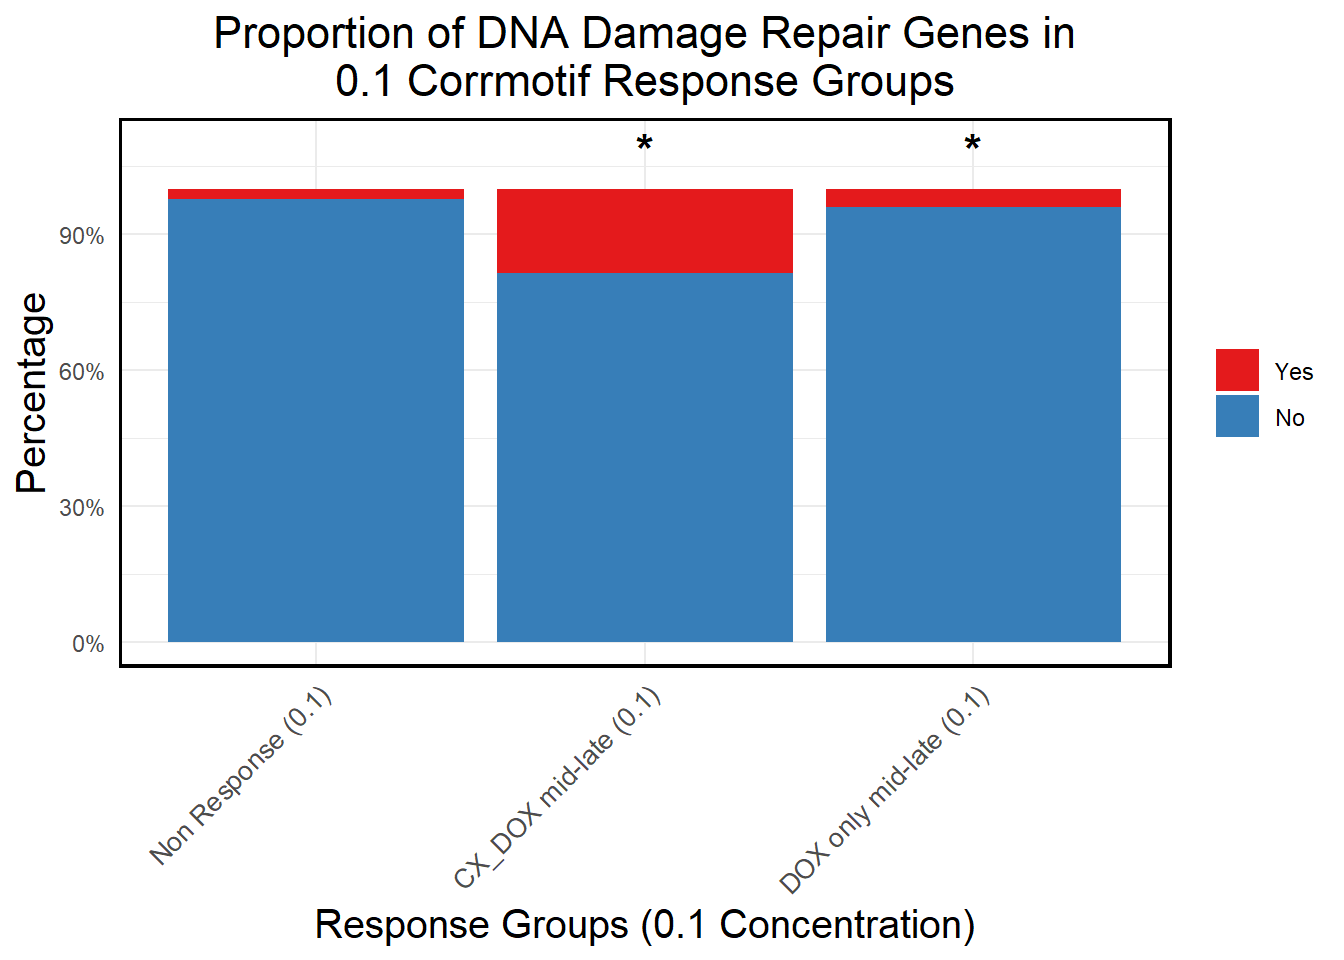 Proportion of DNA Damage Repair Genes in
0.1 Corrmotif Response Groups
* *
90%
60%
30%
0%
Percentage
Yes
No
Non Response (0.1)
CX_DOX mid-late (0.1)
DOX only mid-late (0.1)
Response Groups (0.1 Concentration)